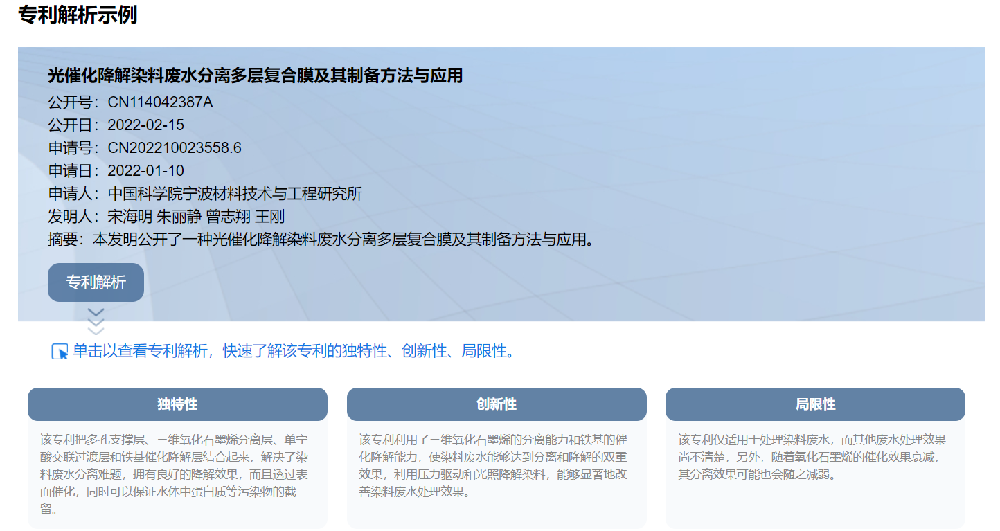 专利解析示例
光催化降解染料废水分离多层复合膜及其制备方法与应用
公开号：CN114042387A
公开日：2022-02-15
申请号：CN202210023558.6
申请日：2022-01-10
申请人：中国科学院宁波材料技术与工程研究所
发明人：宋海明 朱丽静 曾志翔 王刚
摘要：本发明公开了一种光催化降解染料废水分离多层复合膜及其制备方法与应用。
专利解析
单击以查看专利解析，快速了解该专利的独特性、创新性、局限性。
独特性
该专利把多孔支撑层、三维氧化石墨烯分离层、单宁
酸交联过渡层和铁基催化降解层结合起来，解决了染
料废水分离难题，拥有良好的降解效果，而且透过表
面催化，同时可以保证水体中蛋白质等污染物的截
留。
创新性
该专利利用了三维氧化石墨烯的分离能力和铁基的催
化降解能力，使染料废水能够达到分离和降解的双重
效果，利用压力驱动和光照降解染料，能够显著地改
善染料废水处理效果。
局限性
该专利仅适用于处理染料废水，而其他废水处理效果
尚不清楚，另外，随着氧化石墨烯的催化效果衰减，
其分离效果可能也会随之减弱。